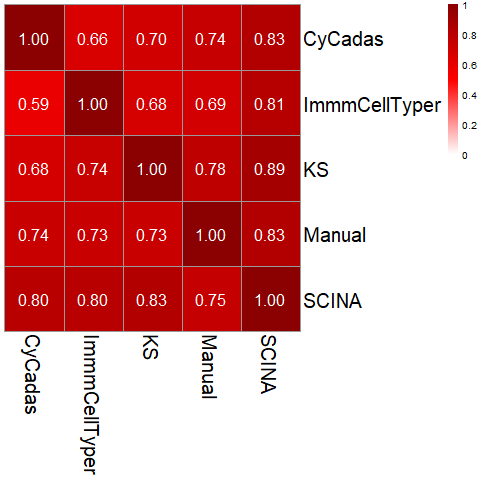 1.00 0.66 0.70 0.74 0.83 CyCadas
0.59 1.00 0.68 0.69 0.81 ImmmCellTyper
0.68 0.74 1.00 0.78 0.89 KS
0.74 0.73 0.73 1.00 0.83 Manual
0.80 0.80 0.83 0.75 1.00 SCINA
CyCadas ImmmCellTyper KS Manual SCINA
1
0.8
0.6
0.4
0.2
0